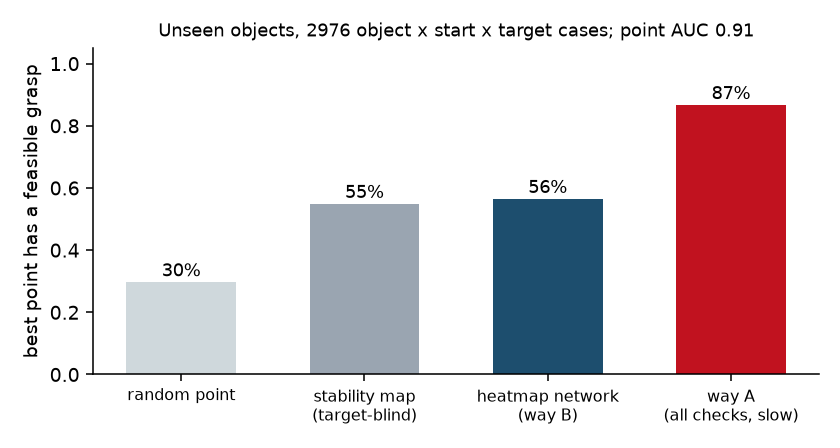 Unseen objects, 2976 object x start x target cases; point AUC 0.91
best point has a feasible grasp
1.0
0.8
0.6
0.4
0.2
0.0
30%
55%
56%
87%
random point
stability map
(target-blind)
heatmap network
(way B)
way A
(all checks, slow)